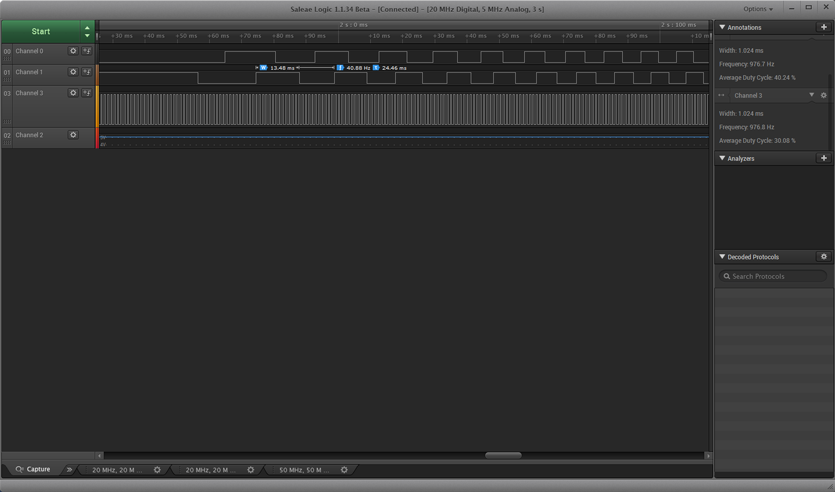 Saleae Logic 1.1.34 Beta - [Connected] - [20 MHz Digital, 5 MHz Analog, 3 s]
Options
Start
2 s : 0 ms
2 s : 100 ms
+30 ms
+40 ms
+50 ms
+60 ms
+70 ms
+80 ms
+90 ms
+10 ms
+20 ms
+30 ms
+40 ms
+50 ms
+60 ms
+70 ms
+80 ms
+90 ms
+10 m
00 Channel 0
01 Channel 1
W 13.48 ms
f 40.88 Hz
T 24.46 ms
03 Channel 3
02 Channel 2
Annotations
Width: 1.024 ms
Frequency: 976.7 Hz
Average Duty Cycle: 40.24 %
Channel 3
Width: 1.024 ms
Frequency: 976.8 Hz
Average Duty Cycle: 30.08 %
Analyzers
Decoded Protocols
Search Protocols
Capture
20 MHz, 20 M ...
20 MHz, 20 M ...
50 MHz, 50 M ...